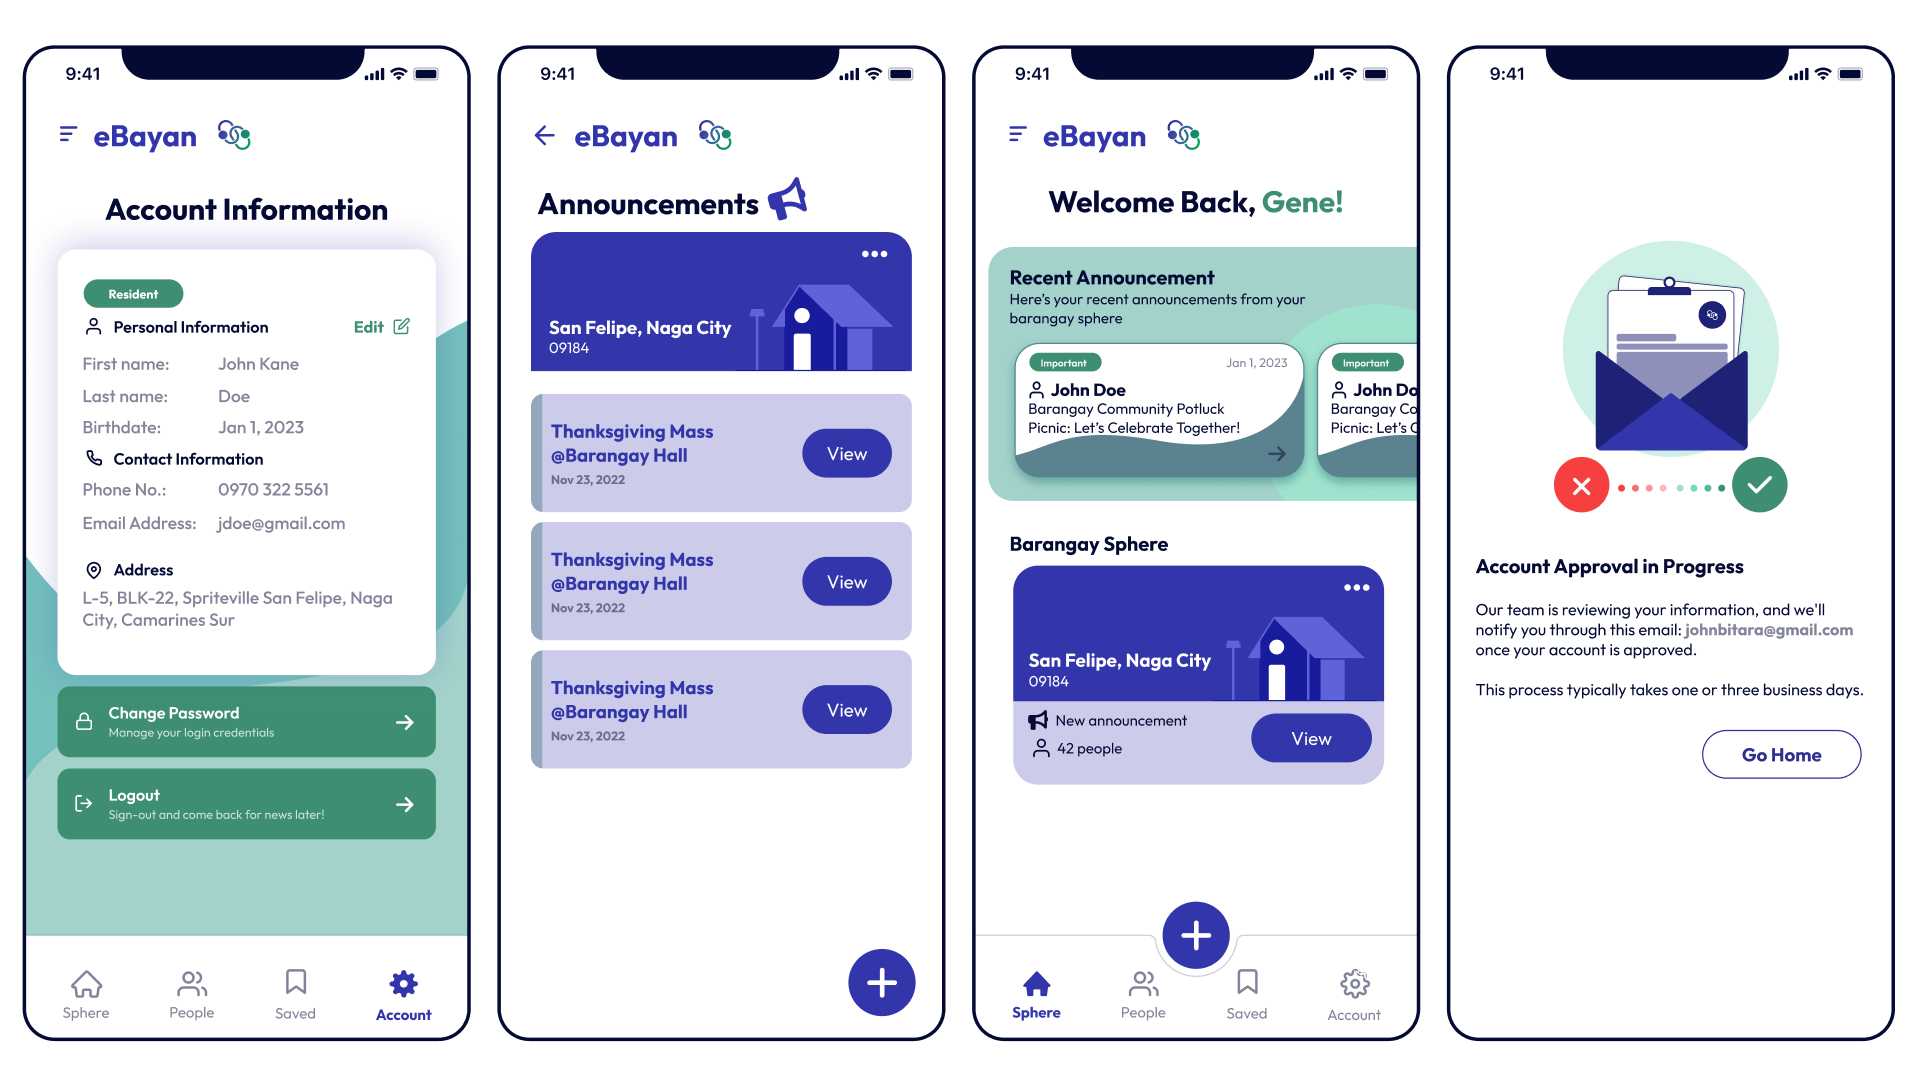 9:41
eBayan
Account Information
Resident
Personal Information
Edit
First name: John Kane
Last name: Doe
Birthdate: Jan 1, 2023
Contact Information
Phone No.: 0970 322 5561
Email Address: jdoe@gmail.com
Address
L-5, BLK-22, Spriteville San Felipe, Naga
City, Camarines Sur
Change Password
Manage your login credentials
Logout
Sign-out and come back for news later!
Sphere
People
Saved
Account
9:41
eBayan
Announcements
San Felipe, Naga City
09184
Thanksgiving Mass
@Barangay Hall
Nov 23, 2022
View
Thanksgiving Mass
@Barangay Hall
Nov 23, 2022
View
Thanksgiving Mass
@Barangay Hall
Nov 23, 2022
View
9:41
eBayan
Welcome Back, Gene!
Recent Announcement
Here's your recent announcements from your
barangay sphere
Important
Jan 1, 2023
John Doe
Barangay Community Potluck
Picnic: Let's Celebrate Together!
Important
John Do
Barangay Co
Picnic: Let's C
Barangay Sphere
San Felipe, Naga City
09184
New announcement
42 people
View
Sphere
People
Saved
Account
9:41
Account Approval in Progress
Our team is reviewing your information, and we'll
notify you through this email: johnbitara@gmail.com
once your account is approved.
This process typically takes one or three business days.
Go Home